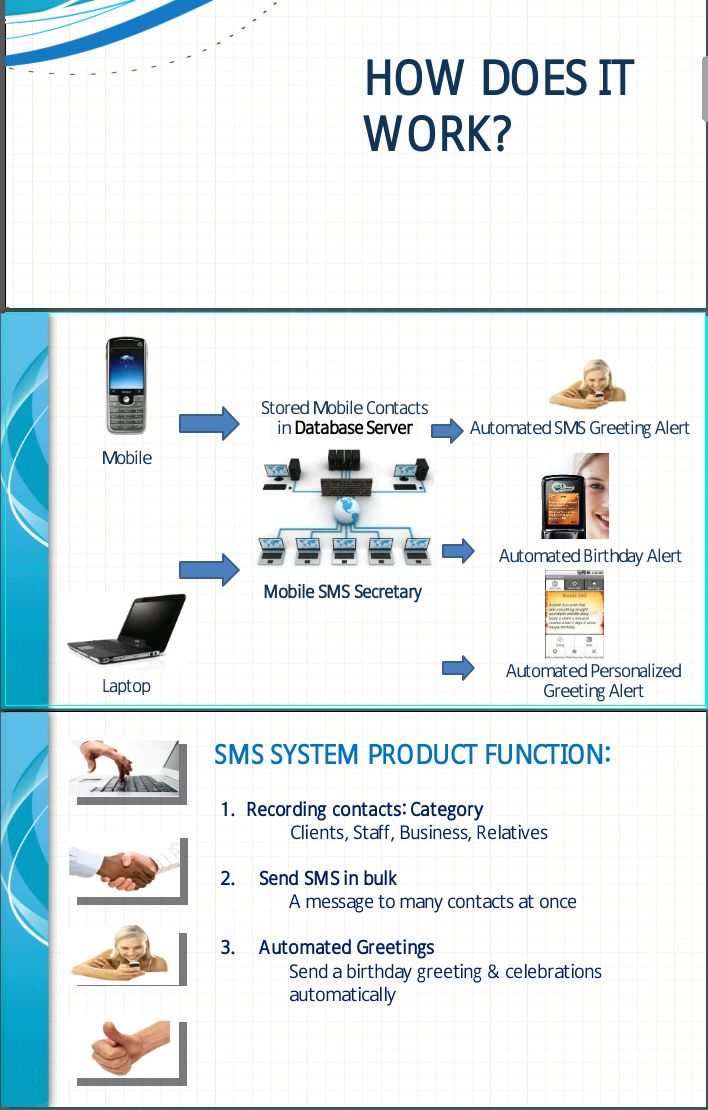 HOW DOES IT
WORK?
Mobile
Stored Mobile Contacts
in Database Server
Mobile SMS Secretary
Laptop
Automated SMS Greeting Alert
Automated Birthday Alert
Automated Personalized
Greeting Alert
SMS SYSTEM PRODUCT FUNCTION:
1. Recording contacts: Category
Clients, Staff, Business, Relatives
2. Send SMS in bulk
A message to many contacts at once
3. Automated Greetings
Send a birthday greeting & celebrations
automatically